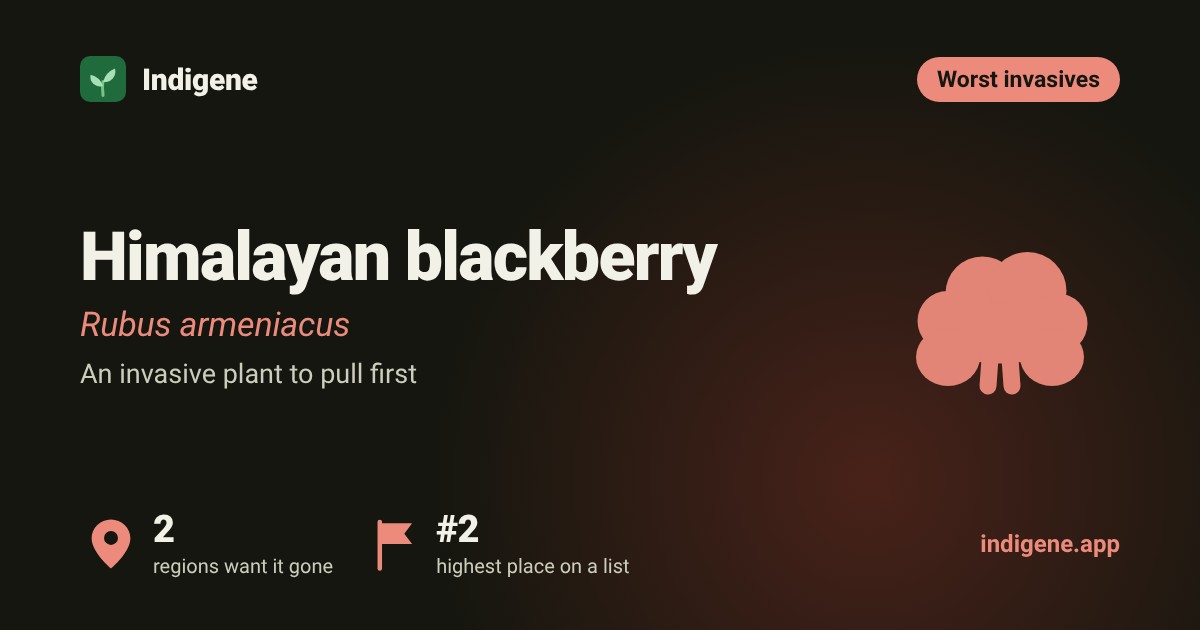 Indigene
Worst invasives
Himalayan blackberry
Rubus armeniacus
An invasive plant to pull first
2
regions want it gone
#2
highest place on a list
indigene.app